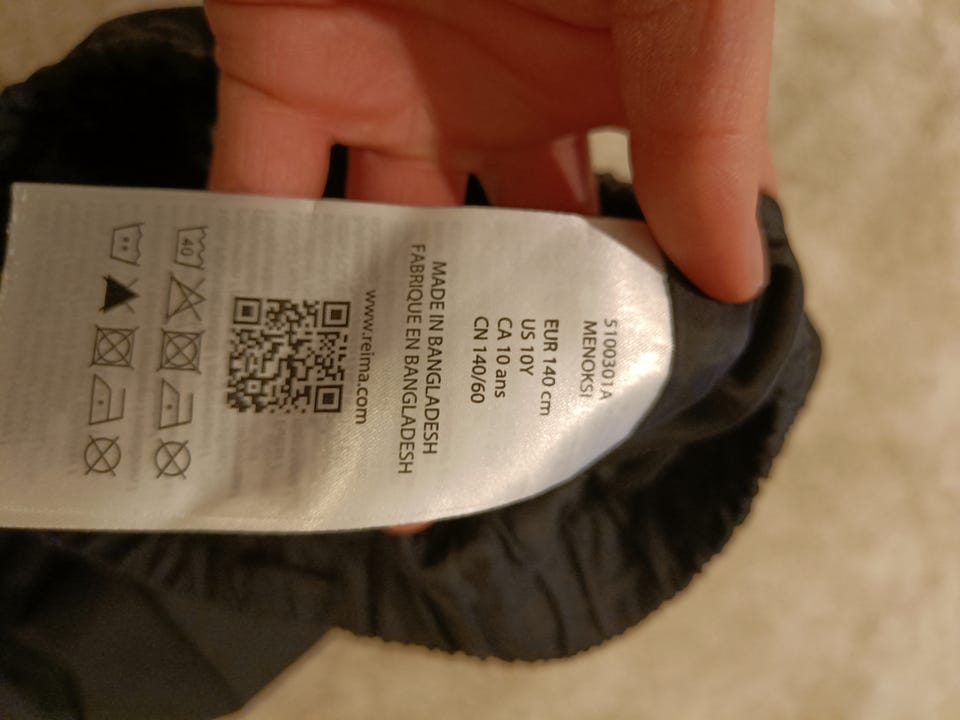 5100301A
MENOKSI
EUR 140 cm
US 10Y
CA 10 ans
CN 140/60
MADE IN BANGLADESH
FABRIQUE EN BANGLADESH
www.reima.com
40